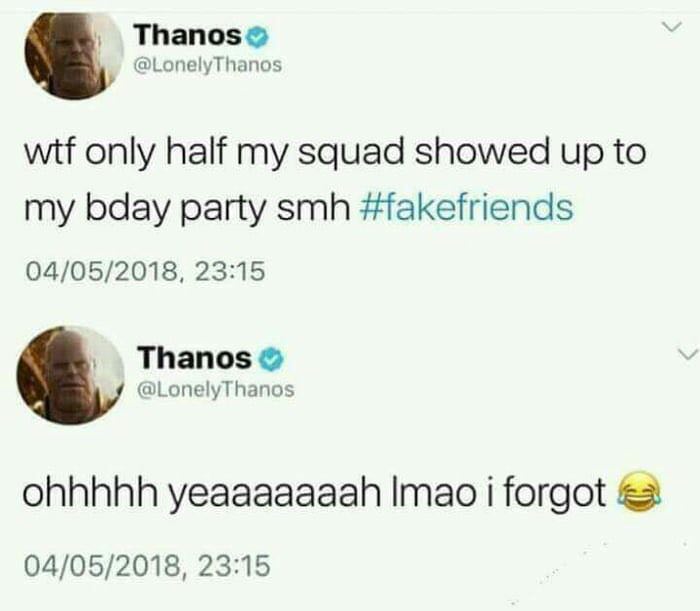 Thanos
@LonelyThanos
wtf only half my squad showed up to
my bday party smh #fakefriends
04/05/2018, 23:15
Thanos
@LonelyThanos
ohhhhh yeaaaaaaaah lmao i forgot 😂
04/05/2018, 23:15